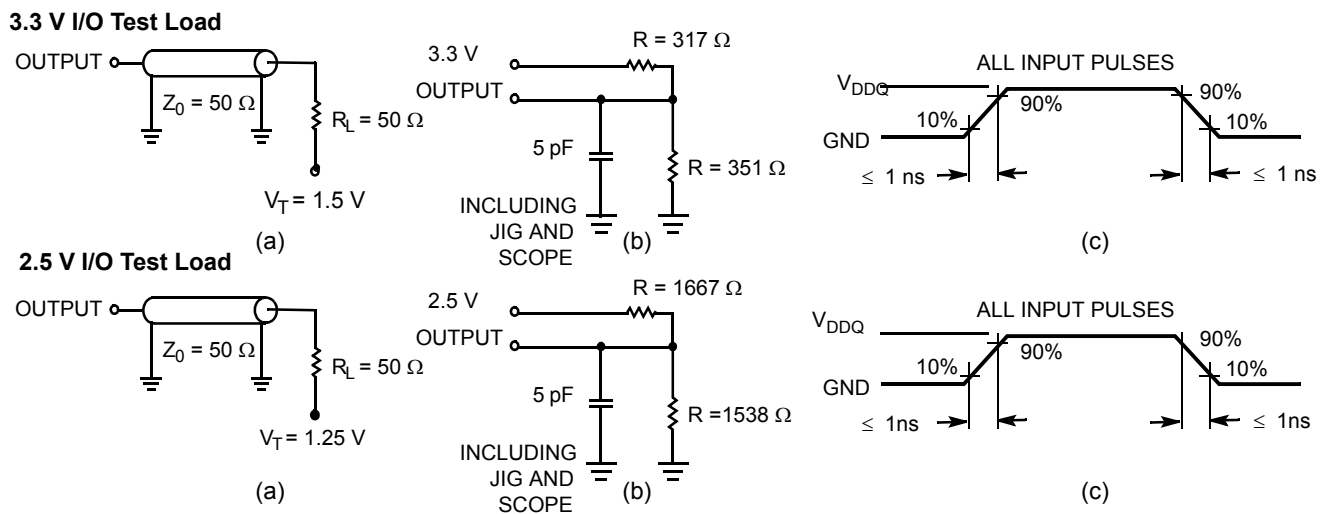 3.3 V I/O Test Load
OUTPUT
Z0 = 50 Ω
RL = 50 Ω
VT = 1.5 V
(a)
3.3 V
OUTPUT
R = 317 Ω
5 pF
R = 351 Ω
INCLUDING
JIG AND
SCOPE
(b)
ALL INPUT PULSES
VDDQ
GND
10%
90%
90%
10%
≤ 1 ns
≤ 1 ns
(c)
2.5 V I/O Test Load
OUTPUT
Z0 = 50 Ω
RL = 50 Ω
VT = 1.25 V
(a)
2.5 V
OUTPUT
R = 1667 Ω
5 pF
R =1538 Ω
INCLUDING
JIG AND
SCOPE
(b)
ALL INPUT PULSES
VDDQ
GND
10%
90%
90%
10%
≤ 1ns
≤ 1ns
(c)